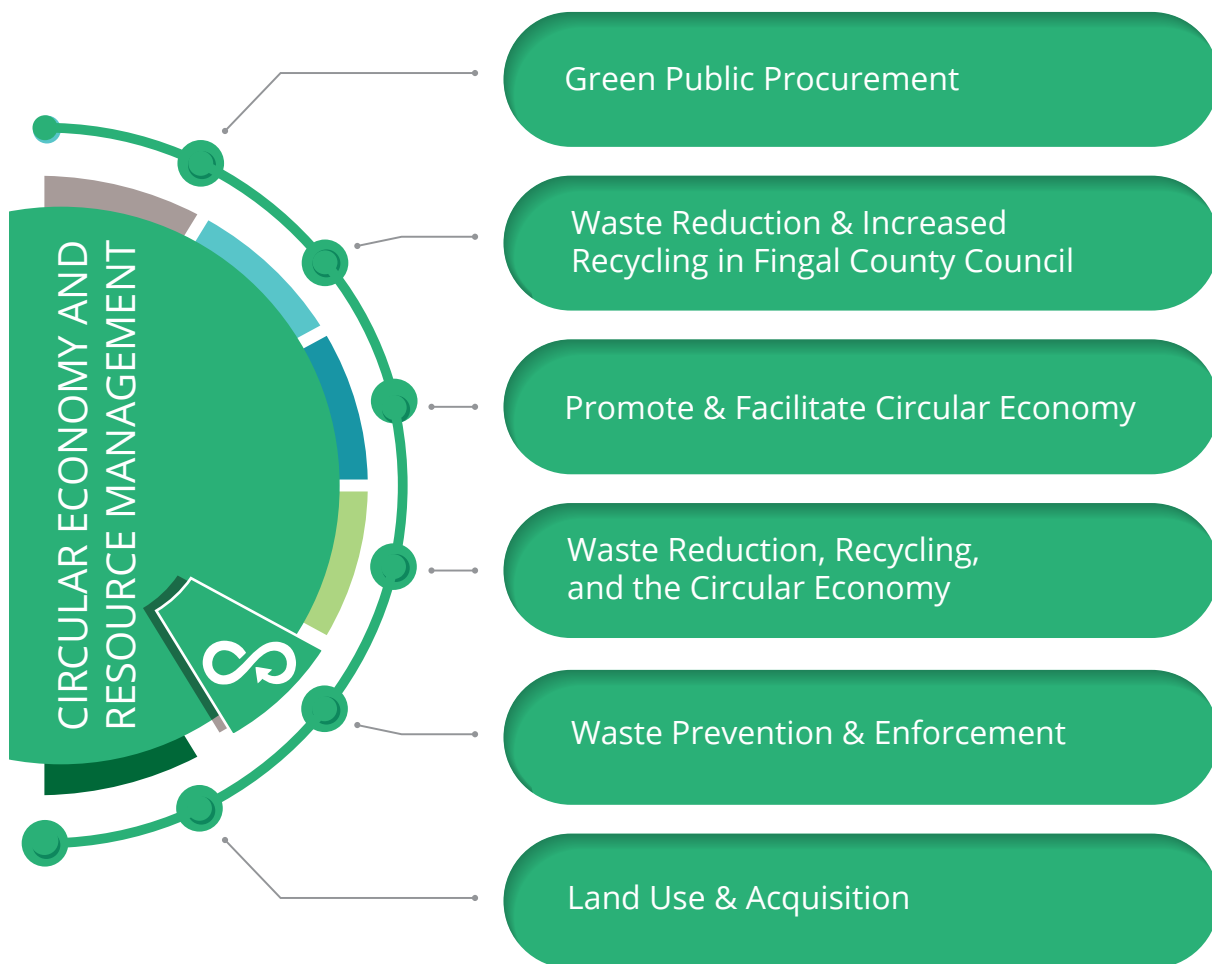 CIRCULAR ECONOMY AND
RESOURCE MANAGEMENT
Green Public Procurement
Waste Reduction & Increased
Recycling in Fingal County Council
Promote & Facilitate Circular Economy
Waste Reduction, Recycling,
and the Circular Economy
Waste Prevention & Enforcement
Land Use & Acquisition